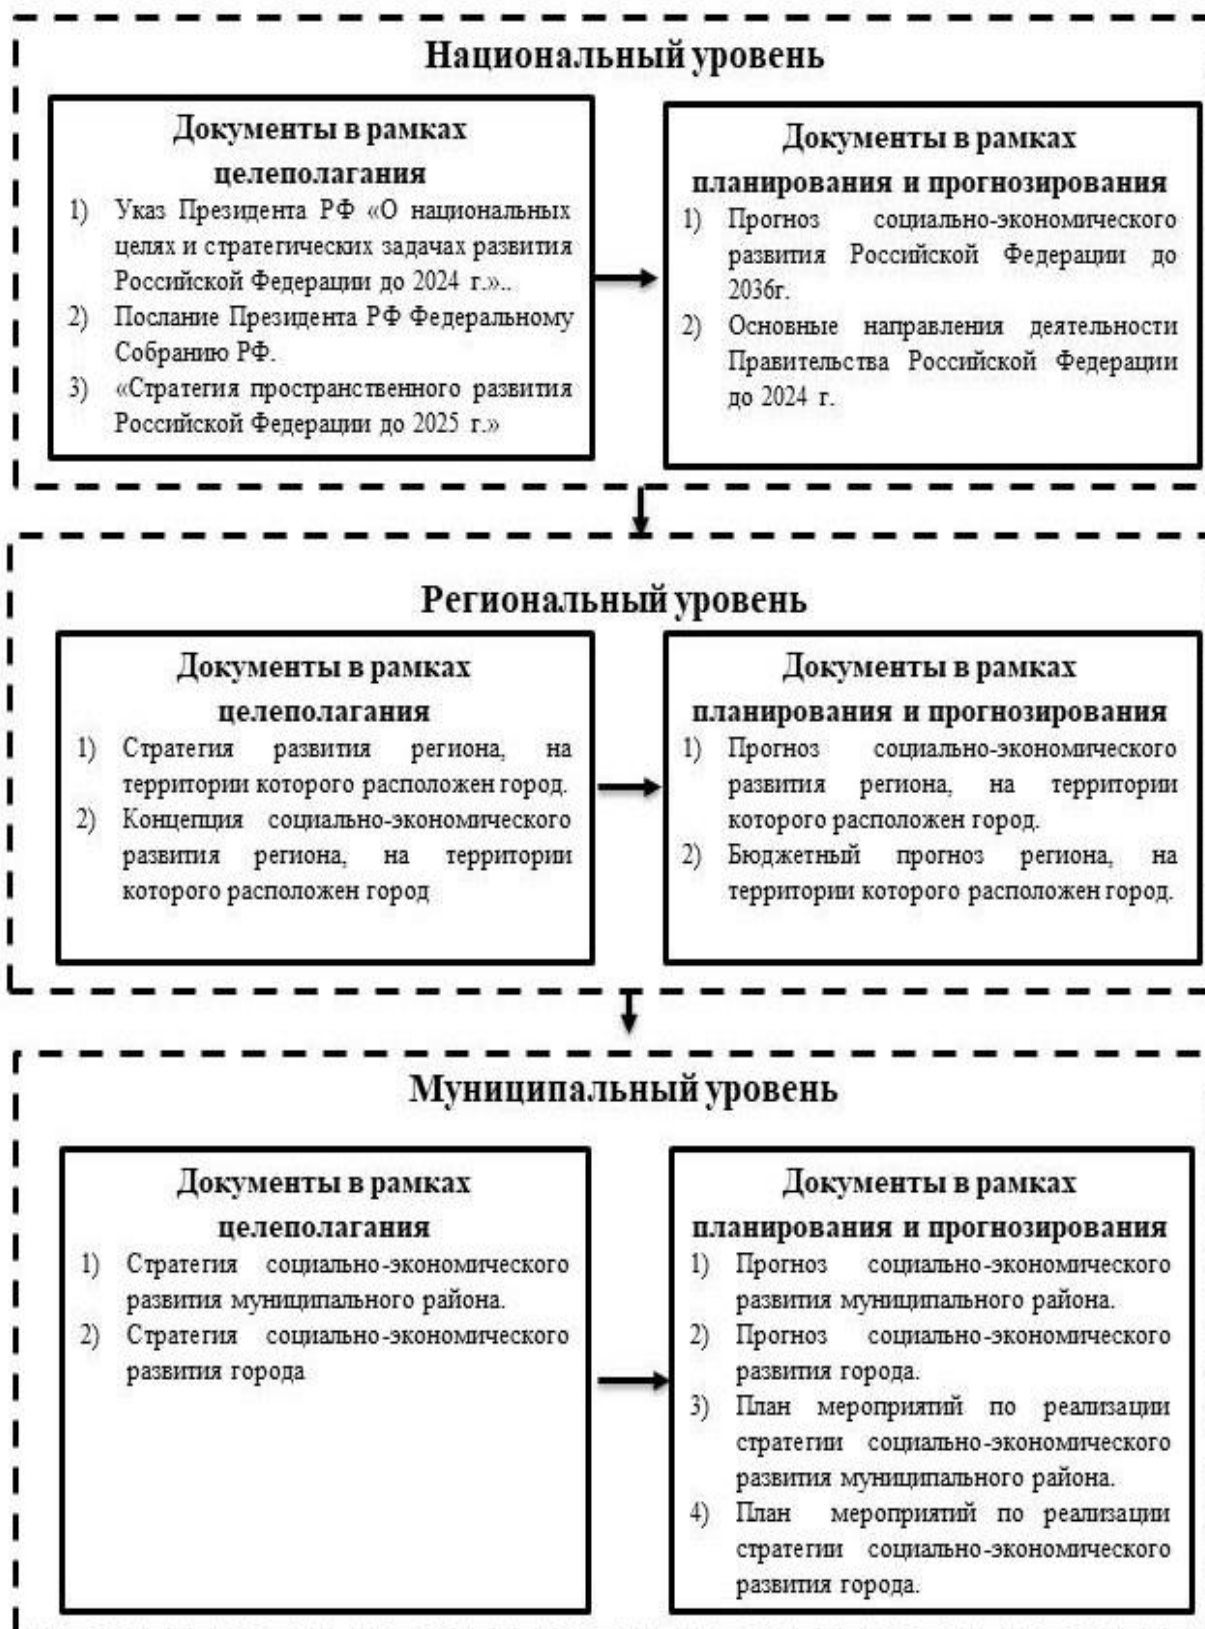 Национальный уровень
Документы в рамках
целеполагания
1) Указ Президента РФ «О национальных
целях и стратегических задачах развития
Российской Федерации до 2024 г.»..
2) Послание Президента РФ Федеральному
Собранию РФ.
3) «Стратегия пространственного развития
Российской Федерации до 2025 г.»
Документы в рамках
планирования и прогнозирования
1) Прогноз социально-экономического
развития Российской Федерации до
2036г.
2) Основные направления деятельности
Правительства Российской Федерации
до 2024 г.
Региональный уровень
Документы в рамках
целеполагания
1) Стратегия развития региона, на
территории которого расположен город.
2) Концепция социально-экономического
развития региона, на территории
которого расположен город
Документы в рамках
планирования и прогнозирования
1) Прогноз социально-экономического
развития региона, на территории
которого расположен город.
2) Бюджетный прогноз региона, на
территории которого расположен город.
Муниципальный уровень
Документы в рамках
целеполагания
1) Стратегия социально-экономического
развития муниципального района.
2) Стратегия социально-экономического
развития города
Документы в рамках
планирования и прогнозирования
1) Прогноз социально-экономического
развития муниципального района.
2) Прогноз социально-экономического
развития города.
3) План мероприятий по реализации
стратегии социально-экономического
развития муниципального района.
4) План мероприятий по реализации
стратегии социально-экономического
развития города.